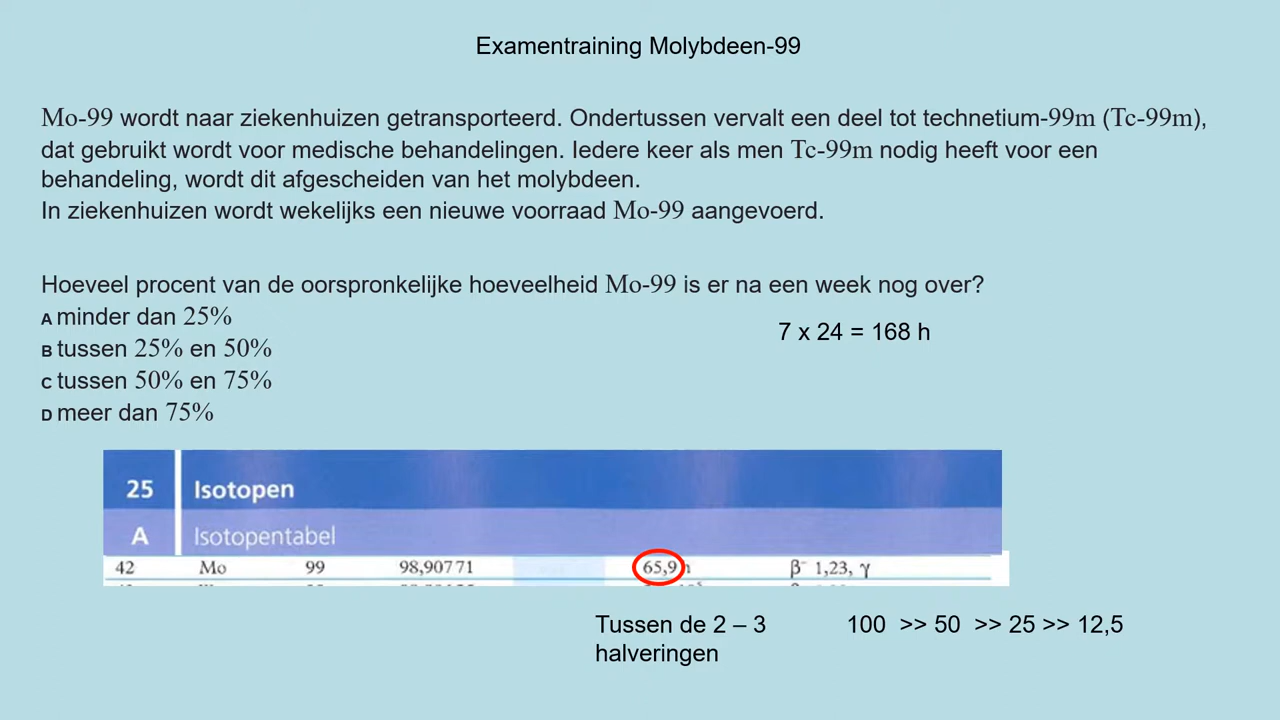 Examentraining Molybdeen-99
Mo-99 wordt naar ziekenhuizen getransporteerd. Ondertussen vervalt een deel tot technetium-99m (Tc-99m),
dat gebruikt wordt voor medische behandelingen. Iedere keer als men Tc-99m nodig heeft voor een
behandeling, wordt dit afgescheiden van het molybdeen.
In ziekenhuizen wordt wekelijks een nieuwe voorraad Mo-99 aangevoerd.
Hoeveel procent van de oorspronkelijke hoeveelheid Mo-99 is er na een week nog over?
A minder dan 25%
B tussen 25% en 50%
C tussen 50% en 75%
D meer dan 75%
7 x 24 = 168 h
25 Isotopen
A Isotopentabel
42 Mo 99 98,90771 65,9 h β⁻ 1,23, γ
Tussen de 2 – 3
halveringen
100 >> 50 >> 25 >> 12,5